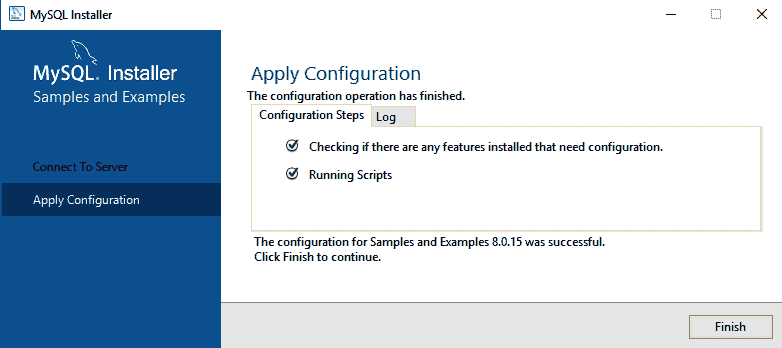 MySQL Installer
MySQL. Installer
Samples and Examples
Connect To Server
Apply Configuration
Apply Configuration
The configuration operation has finished.
Configuration Steps Log
Checking if there are any features installed that need configuration.
Running Scripts
The configuration for Samples and Examples 8.0.15 was successful.
Click Finish to continue.
Finish